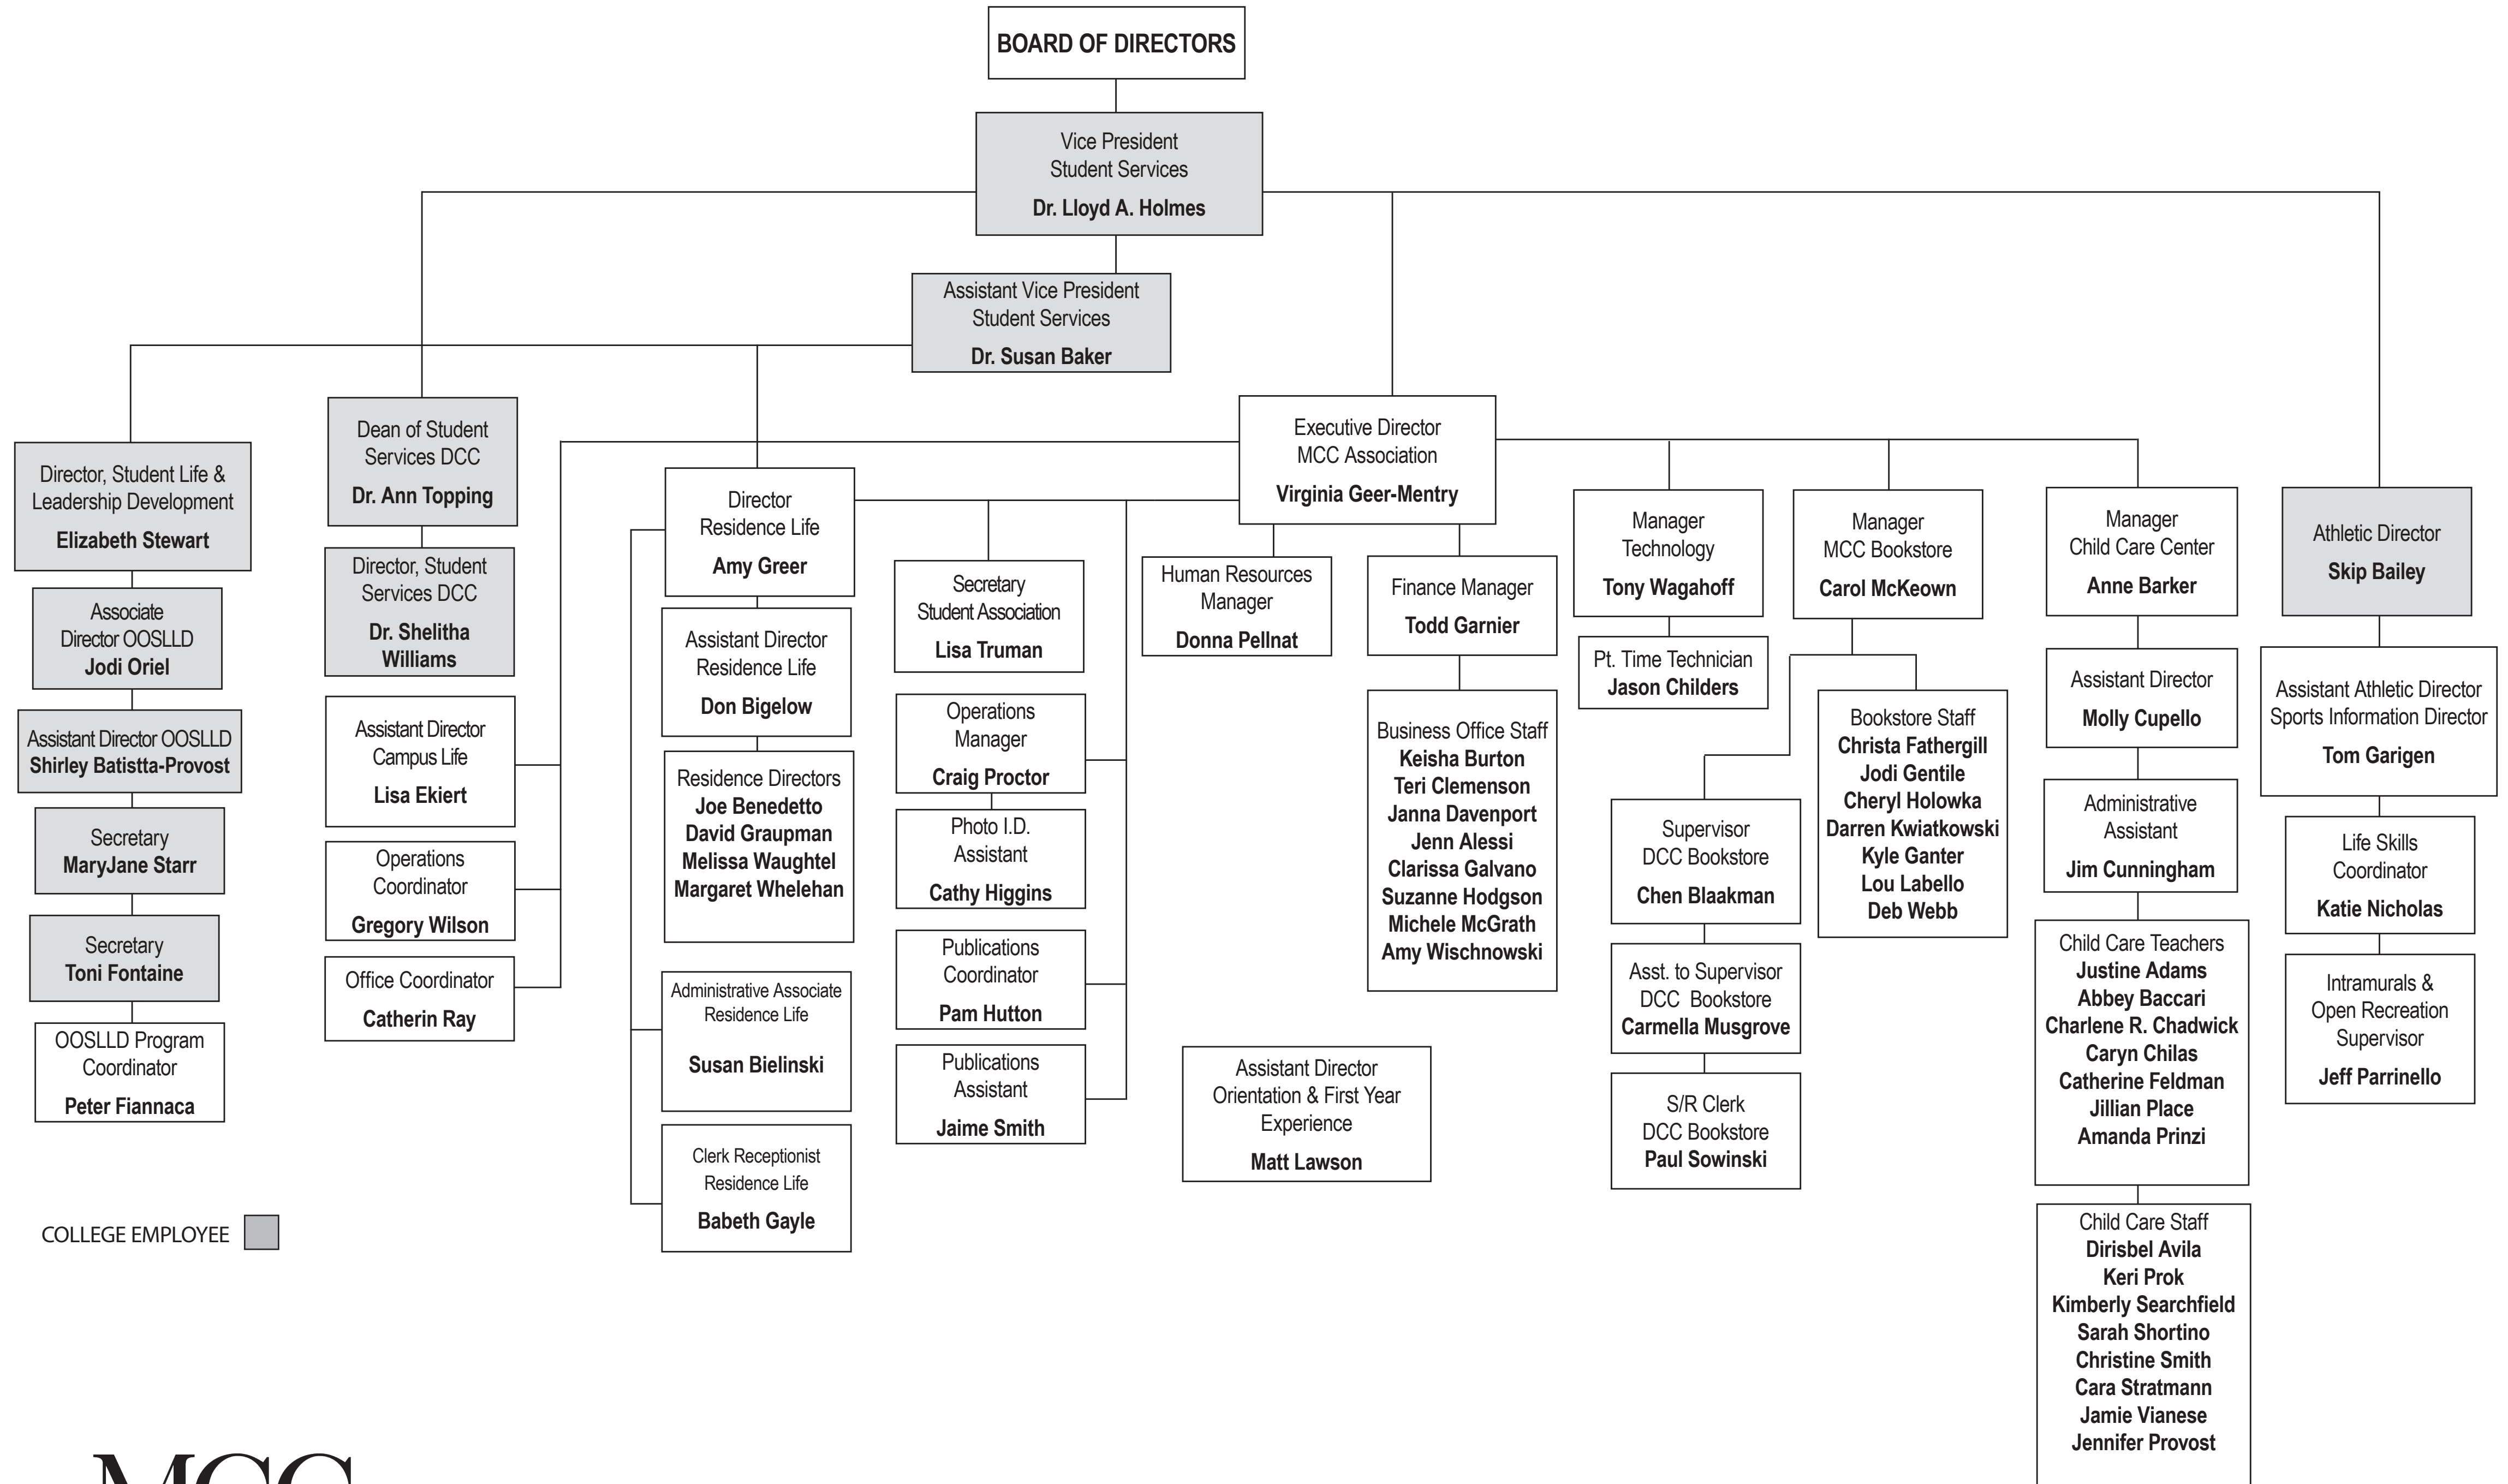 BOARD OF DIRECTORS
Vice President
Student Services
Dr. Lloyd A. Holmes
Assistant Vice President
Student Services
Dr. Susan Baker
Director, Student Life &
Leadership Development
Elizabeth Stewart
Associate
Director OOSLLD
Jodi Oriel
Assistant Director OOSLLD
Shirley Batistta-Provost
Secretary
MaryJane Starr
Secretary
Toni Fontaine
OOSLLD Program
Coordinator
Peter Fiannaca
Dean of Student
Services DCC
Dr. Ann Topping
Director, Student
Services DCC
Dr. Shelitha
Williams
Assistant Director
Campus Life
Lisa Ekiert
Operations
Coordinator
Gregory Wilson
Office Coordinator
Catherin Ray
Director
Residence Life
Amy Greer
Assistant Director
Residence Life
Don Bigelow
Residence Directors
Joe Benedetto
David Graupman
Melissa Waughtel
Margaret Whelehan
Administrative Associate
Residence Life
Susan Bielinski
Clerk Receptionist
Residence Life
Babeth Gayle
Secretary
Student Association
Lisa Truman
Operations
Manager
Craig Proctor
Photo I.D.
Assistant
Cathy Higgins
Publications
Coordinator
Pam Hutton
Publications
Assistant
Jaime Smith
Executive Director
MCC Association
Virginia Geer-Mentry
Human Resources
Manager
Donna Pellnat
Finance Manager
Todd Garnier
Business Office Staff
Keisha Burton
Teri Clemenson
Janna Davenport
Jenn Alessi
Clarissa Galvano
Suzanne Hodgson
Michele McGrath
Amy Wischnowski
Assistant Director
Orientation & First Year
Experience
Matt Lawson
Manager
Technology
Tony Wagahoff
Pt. Time Technician
Jason Childers
Manager
MCC Bookstore
Carol McKeown
Supervisor
DCC Bookstore
Chen Blaakman
Asst. to Supervisor
DCC Bookstore
Carmella Musgrove
S/R Clerk
DCC Bookstore
Paul Sowinski
Bookstore Staff
Christa Fathergill
Jodi Gentile
Cheryl Holowka
Darren Kwiatkowski
Kyle Ganter
Lou Labello
Deb Webb
Manager
Child Care Center
Anne Barker
Assistant Director
Molly Cupello
Administrative
Assistant
Jim Cunningham
Child Care Teachers
Justine Adams
Abbey Baccari
Charlene R. Chadwick
Caryn Chilas
Catherine Feldman
Jillian Place
Amanda Prinzi
Child Care Staff
Dirisbel Avila
Keri Prok
Kimberly Searchfield
Sarah Shortino
Christine Smith
Cara Stratmann
Jamie Vianese
Jennifer Provost
Athletic Director
Skip Bailey
Assistant Athletic Director
Sports Information Director
Tom Garigen
Life Skills
Coordinator
Katie Nicholas
Intramurals &
Open Recreation
Supervisor
Jeff Parrinello
COLLEGE EMPLOYEE
MCC